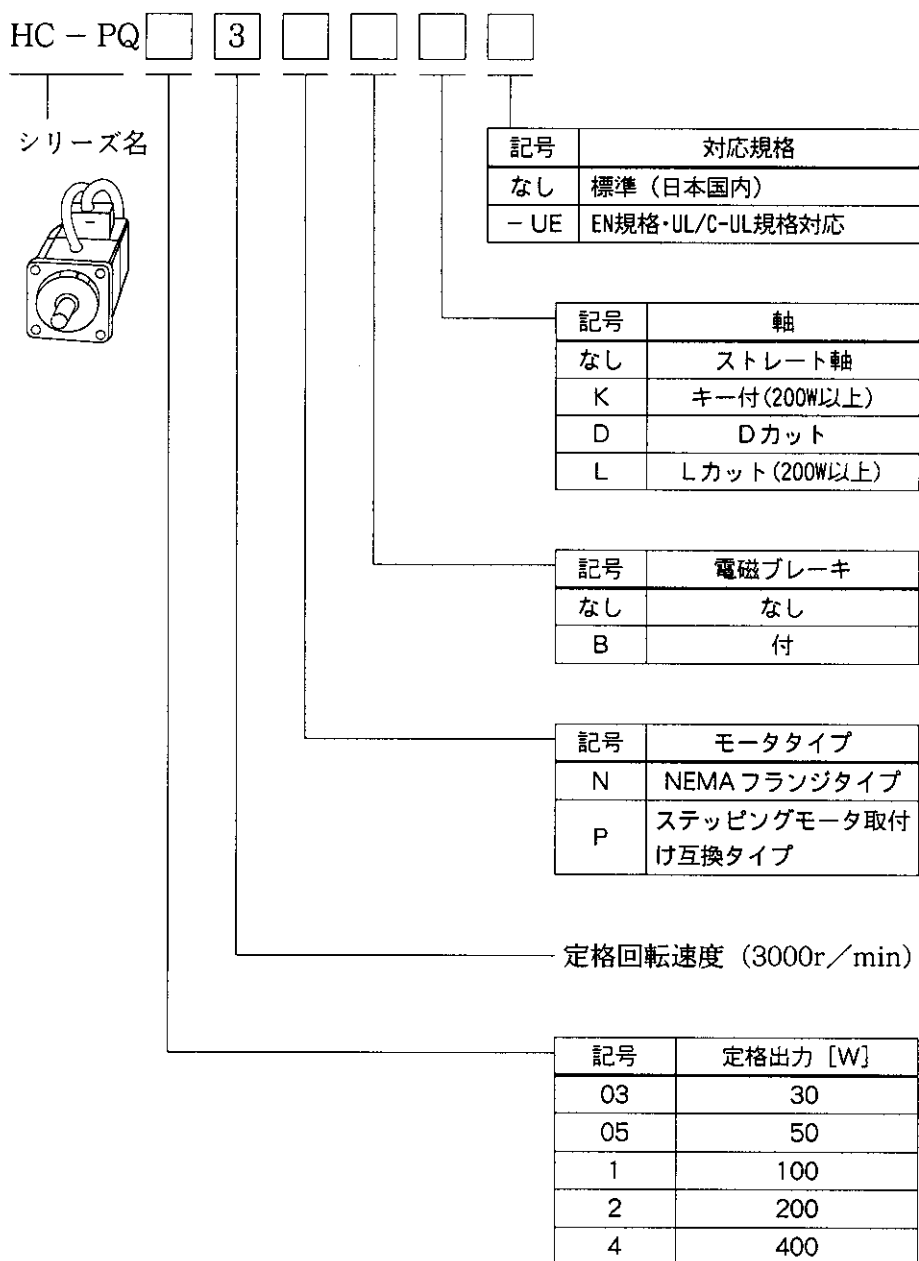 HC－PQ 3
シリーズ名
記号 対応規格
なし 標準（日本国内）
－UE EN規格・UL/C-UL規格対応
記号 軸
なし ストレート軸
K キー付(200W以上)
D Dカット
L Lカット(200W以上)
記号 電磁ブレーキ
なし なし
B 付
記号 モータタイプ
N NEMAフランジタイプ
P ステッピングモータ取付
け互換タイプ
定格回転速度（3000r／min）
記号 定格出力［W］
03 30
05 50
1 100
2 200
4 400